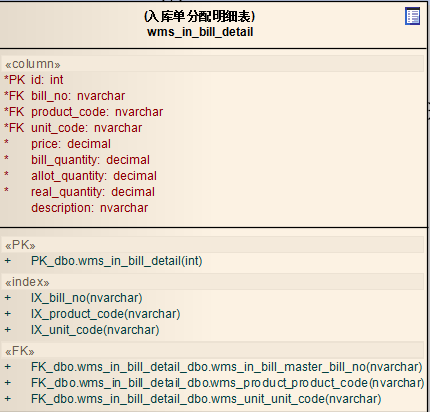 (入库单分配明细表)
wms_in_bill_detail
«column»
*PK id: int
*FK bill_no: nvarchar
*FK product_code: nvarchar
*FK unit_code: nvarchar
* price: decimal
* bill_quantity: decimal
* allot_quantity: decimal
* real_quantity: decimal
description: nvarchar
«PK»
+ PK_dbo.wms_in_bill_detail(int)
«index»
+ IX_bill_no(nvarchar)
+ IX_product_code(nvarchar)
+ IX_unit_code(nvarchar)
«FK»
+ FK_dbo.wms_in_bill_detail_dbo.wms_in_bill_master_bill_no(nvarchar)
+ FK_dbo.wms_in_bill_detail_dbo.wms_product_product_code(nvarchar)
+ FK_dbo.wms_in_bill_detail_dbo.wms_unit_unit_code(nvarchar)